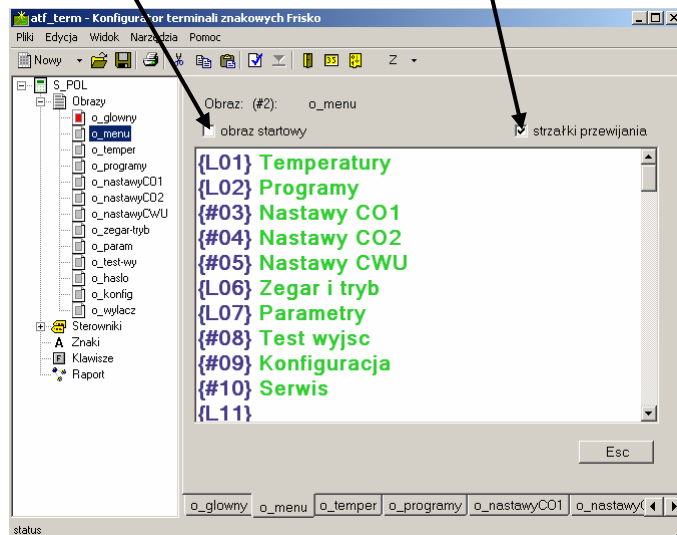 atf_term - Konfigurator terminali znakowych Frisko
Pliki Edycja Widok Narzędzia Pomoc
Nowy
Z
S_POL
Obrazy
o_glowny
o_menu
o_temper
o_programy
o_nastawyCO1
o_nastawyCO2
o_nastawyCWU
o_zegar-tryb
o_param
o_test-wy
o_haslo
o_konfig
o_wylacz
Sterowniki
A Znaki
F Klawisze
Raport
Obraz: (#2): o_menu
obraz startowy
strzałki przewijania
{L01} Temperatury
{L02} Programy
{#03} Nastawy CO1
{#04} Nastawy CO2
{#05} Nastawy CWU
{L06} Zegar i tryb
{L07} Parametry
{#08} Test wyjsc
{#09} Konfiguracja
{#10} Serwis
{L11}
Esc
o_glowny o_menu o_temper o_programy o_nastawyCO1 o_nastawy(
status